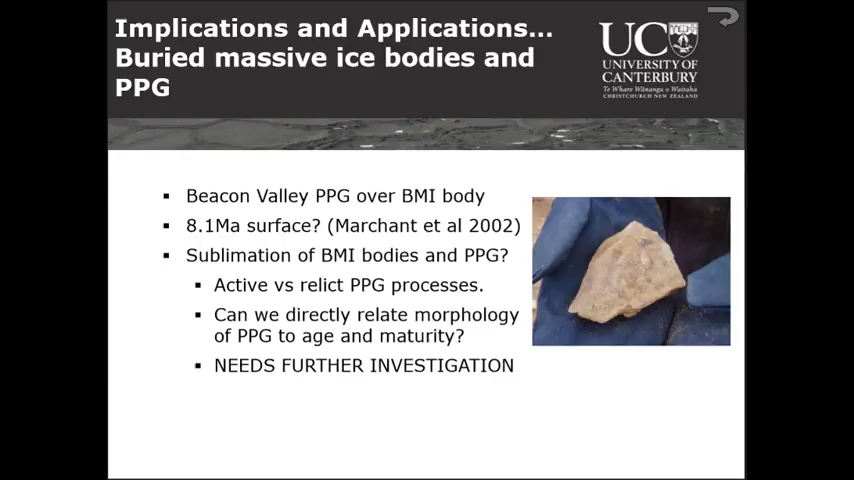 Implications and Applications...
Buried massive ice bodies and
PPG
UC
UNIVERSITY OF
CANTERBURY
Te Whare Wānanga o Waitaha
CHRISTCHURCH NEW ZEALAND
▪ Beacon Valley PPG over BMI body
▪ 8.1Ma surface? (Marchant et al 2002)
▪ Sublimation of BMI bodies and PPG?
▪ Active vs relict PPG processes.
▪ Can we directly relate morphology
of PPG to age and maturity?
▪ NEEDS FURTHER INVESTIGATION